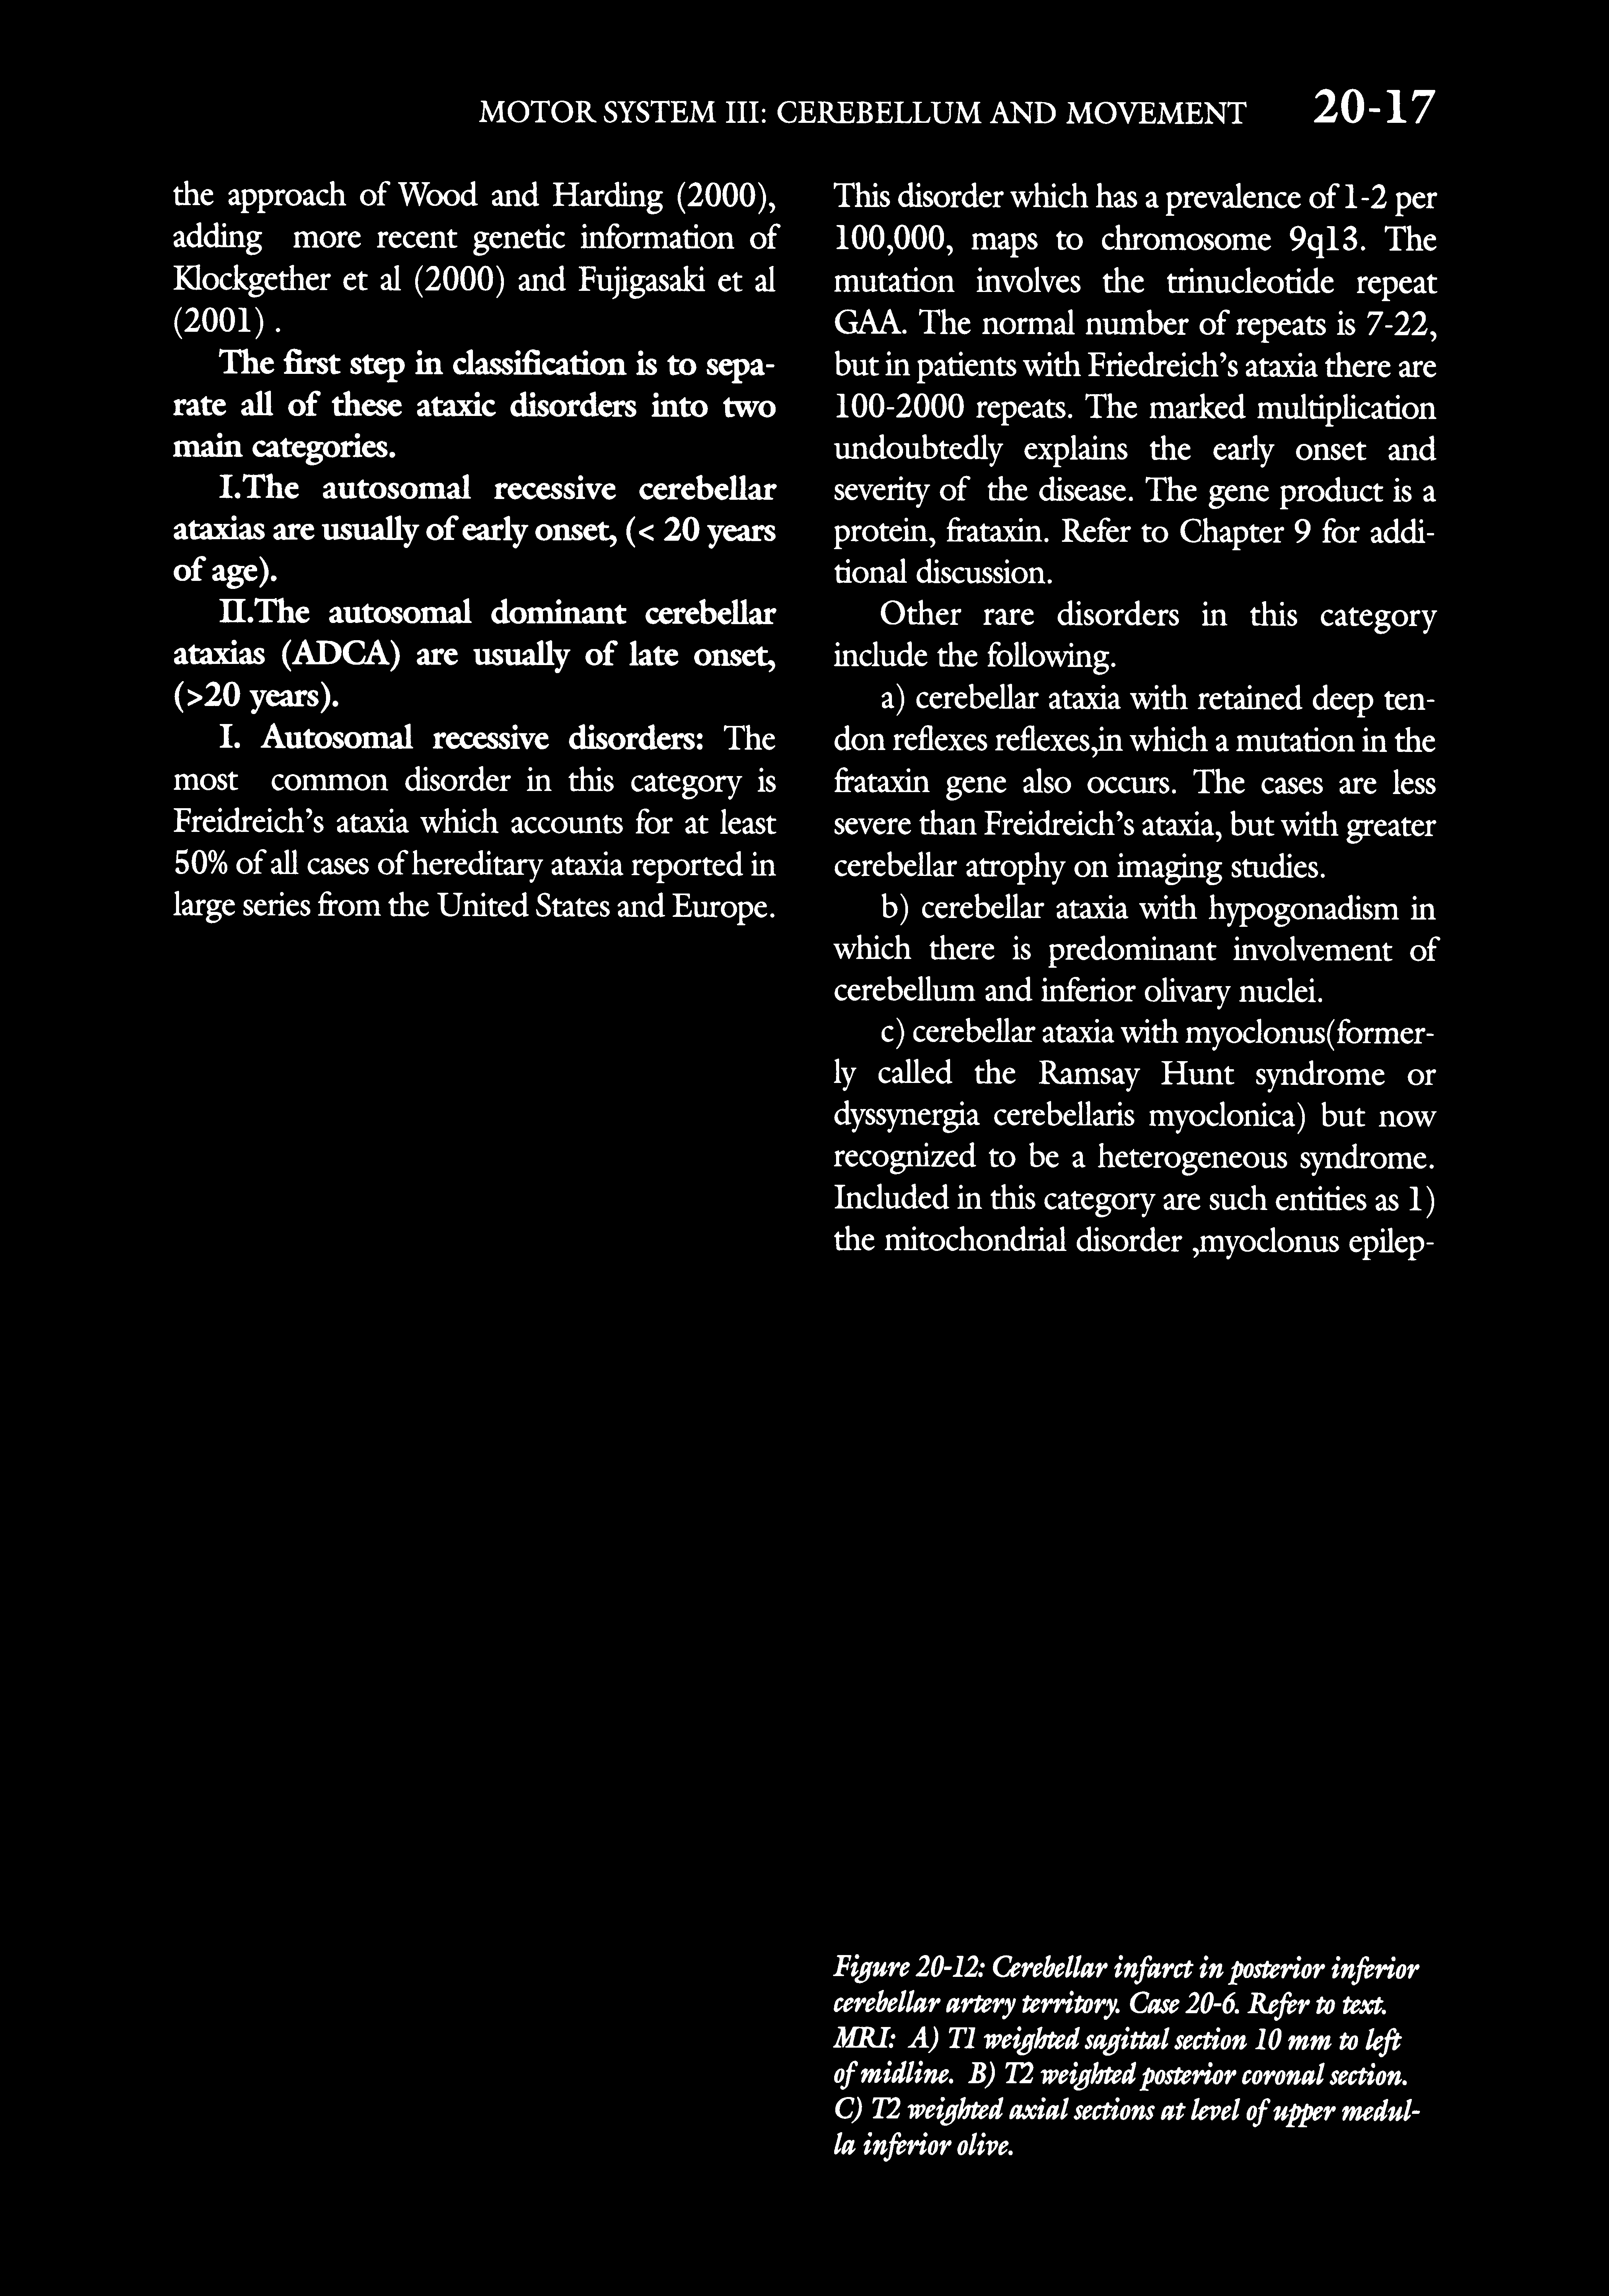 MOTOR SYSTEM III: CEREBELLUM AND MOVEMENT 20-17
the approach of Wood and Harding (2000),
adding more recent genetic information of
Klockgether et al (2000) and Fujigasaki et al
(2001) .
The first step in classification is to sepa-
rate all of these ataxic disorders into two
main categories.
I.The autosomal recessive cerebellar
ataxias are usually of early onset, (< 20 years
of age).
II.The autosomal dominant cerebellar
ataxias (ADCA) are usually of late onset,
(>20 years).
I. Autosomal recessive disorders: The
most common disorder in this category is
Freidreich's ataxia which accounts for at least
50% of all cases of hereditary ataxia reported in
large series from the United States and Europe.
This disorder which has a prevalence of 1-2 per
100,000, maps to chromosome 9q13. The
mutation involves the trinucleotide repeat
GAA. The normal number of repeats is 7-22,
but in patients with Friedreich's ataxia there are
100-2000 repeats. The marked multiplication
undoubtedly explains the early onset and
severity of the disease. The gene product is a
protein, frataxin. Refer to Chapter 9 for addi-
tional discussion.
Other rare disorders in this category
include the following.
a) cerebellar ataxia with retained deep ten-
don reflexes reflexes,in which a mutation in the
frataxin gene also occurs. The cases are less
severe than Freidreich's ataxia, but with greater
cerebellar atrophy on imaging studies.
b) cerebellar ataxia with hypogonadism in
which there is predominant involvement of
cerebellum and inferior olivary nuclei.
c) cerebellar ataxia with myoclonus(former-
ly called the Ramsay Hunt syndrome or
dyssynergia cerebellaris myoclonica) but now
recognized to be a heterogeneous syndrome.
Included in this category are such entities as 1)
the mitochondrial disorder ,myoclonus epilep-
Figure 20-12: Cerebellar infarct in posterior inferior
cerebellar artery territory. Case 20-6. Refer to text.
MRI: A) T1 weighted sagittal section 10 mm to left
of midline. B) T2 weighted posterior coronal section.
C) T2 weighted axial sections at level of upper medul-
la inferior olive.